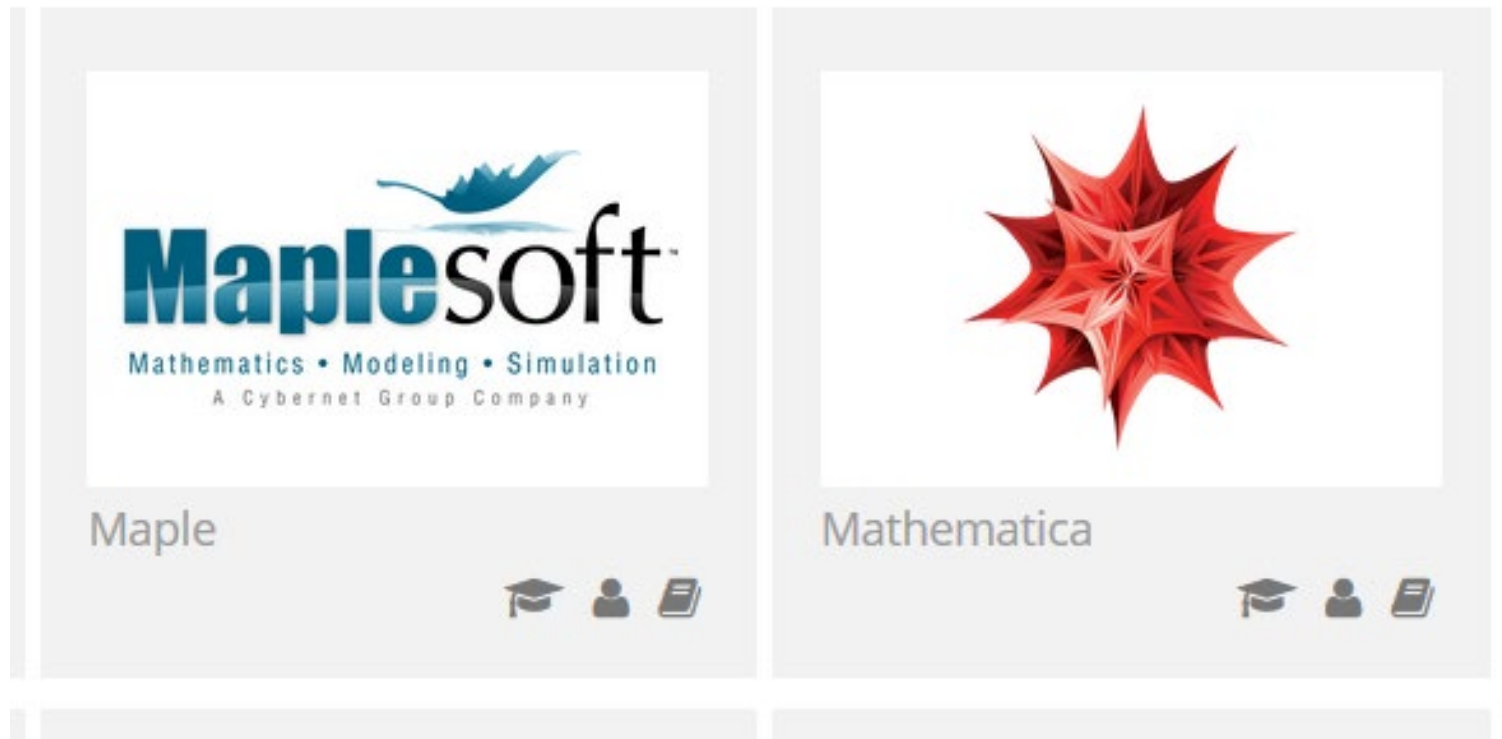 Maplesoft™
Mathematics • Modeling • Simulation
A Cybernet Group Company
Maple
Mathematica